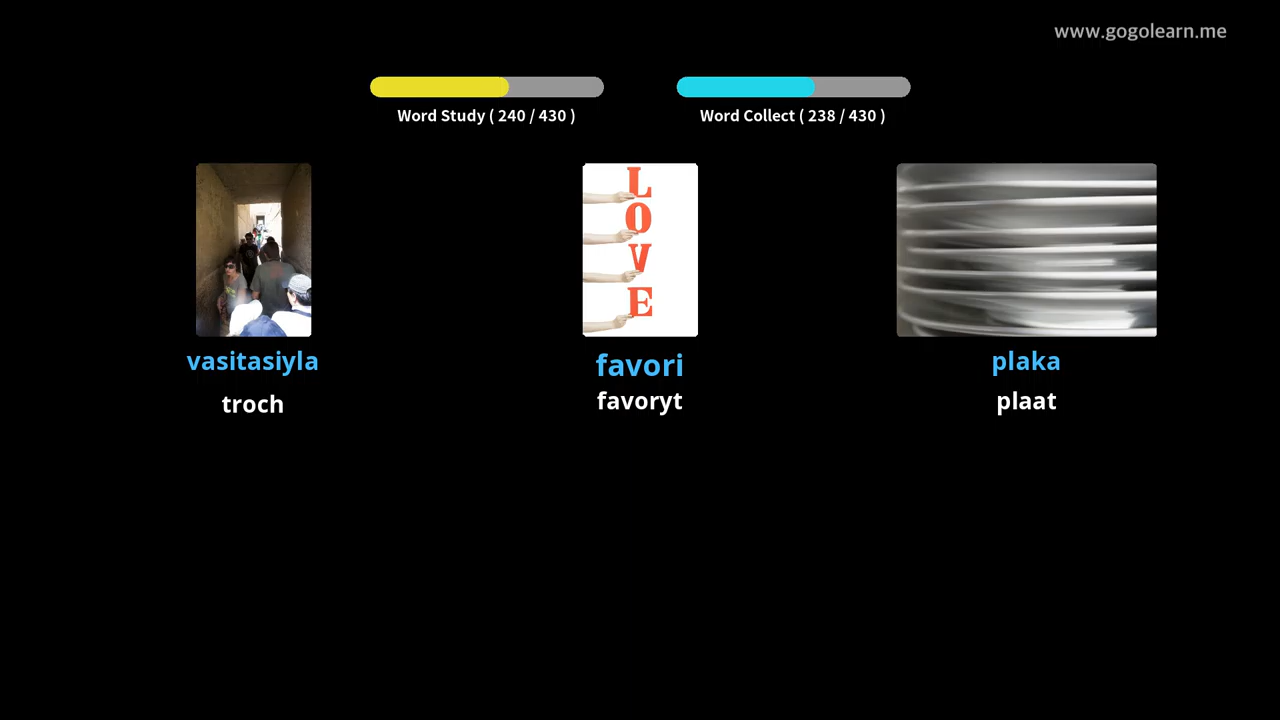 www.gogolearn.me
Word Study ( 240 / 430 )
Word Collect ( 238 / 430 )
L
O
V
E
vasitasiyla
favori
plaka
troch
favoryt
plaat